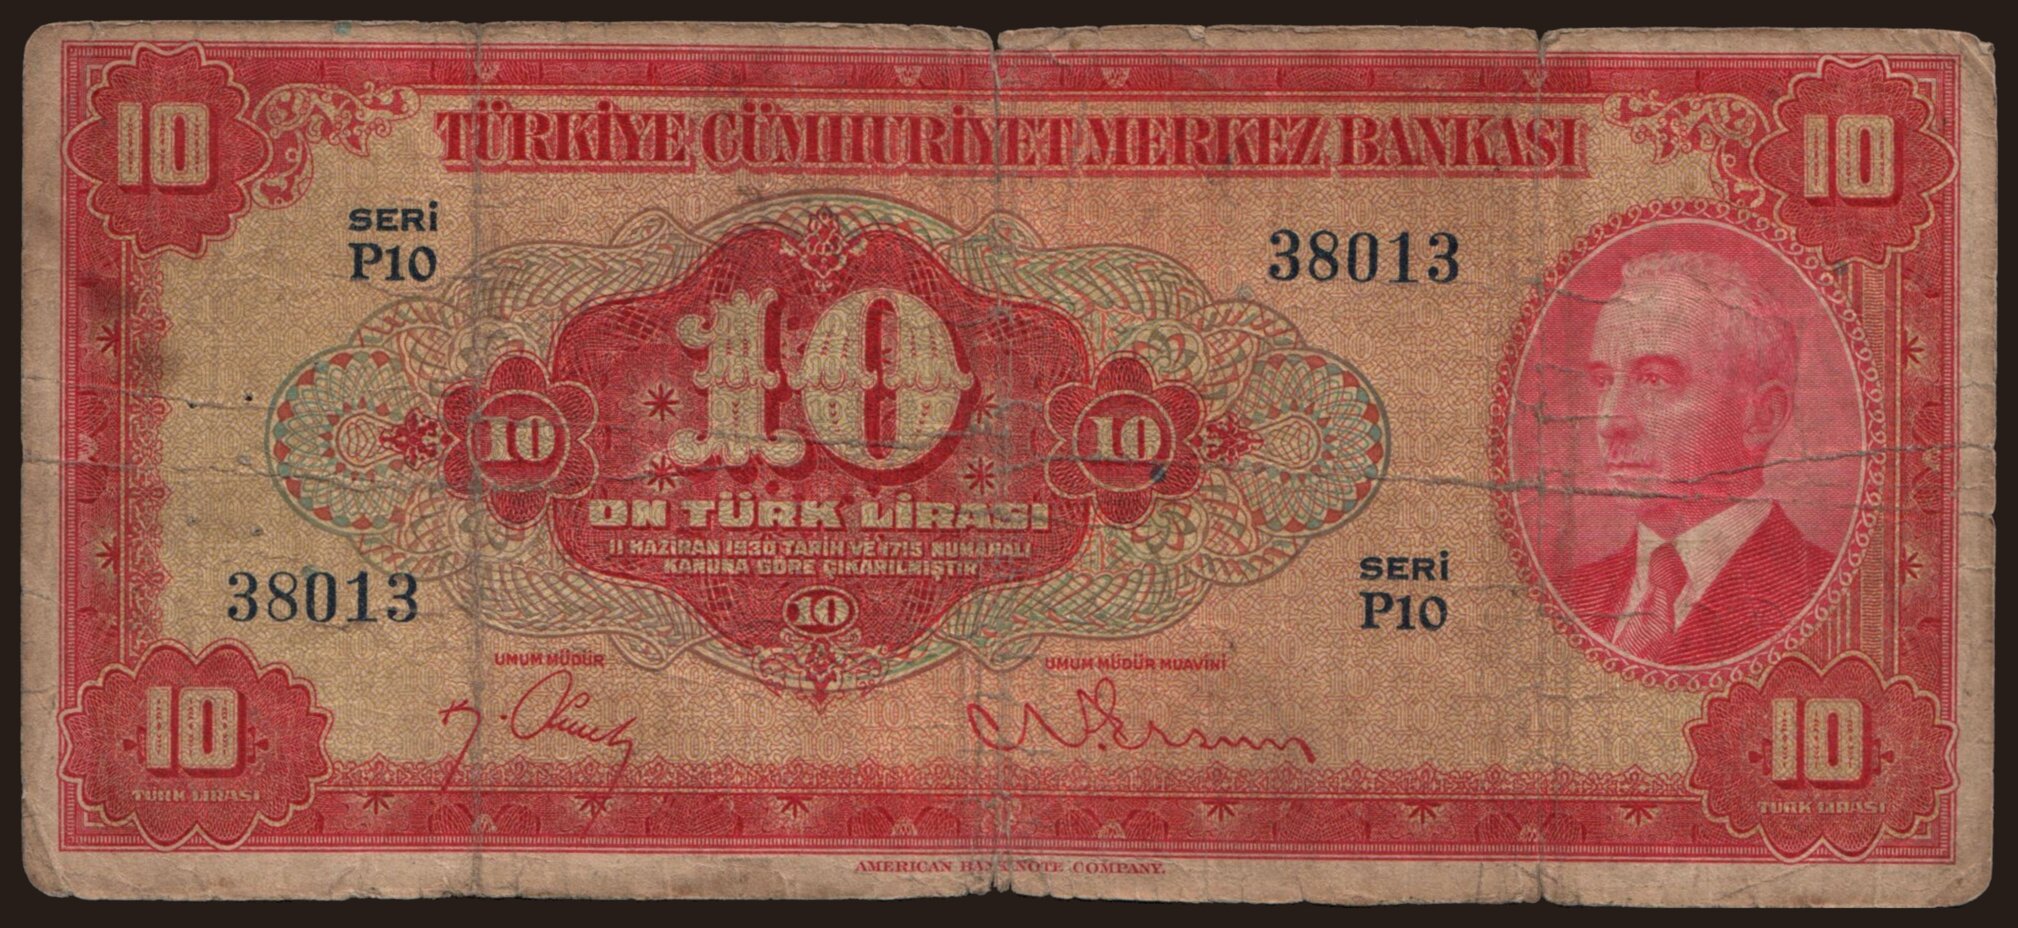 10 10
TÜRKİYE CÜMHURİYET MERKEZ BANKASI
SERİ
P10
38013
10
10 10
ON TÜRK LİRASI
11 HAZİRAN 1930 TARİH VE 1715 NUMARALI
KANUNA GÖRE ÇIKARILMIŞTIR
38013
SERİ
P10
10
UMUM MÜDÜR UMUM MÜDÜR MUAVİNİ
10 10
TÜRK LİRASI TÜRK LİRASI
AMERICAN BANK NOTE COMPANY.